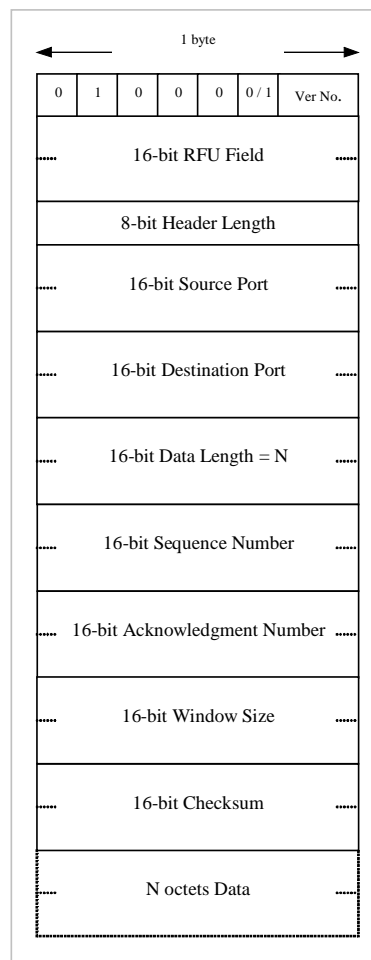 1 byte
0 1 0 0 0 0 / 1 Ver No.
16-bit RFU Field
8-bit Header Length
16-bit Source Port
16-bit Destination Port
16-bit Data Length = N
16-bit Sequence Number
16-bit Acknowledgment Number
16-bit Window Size
16-bit Checksum
N octets Data